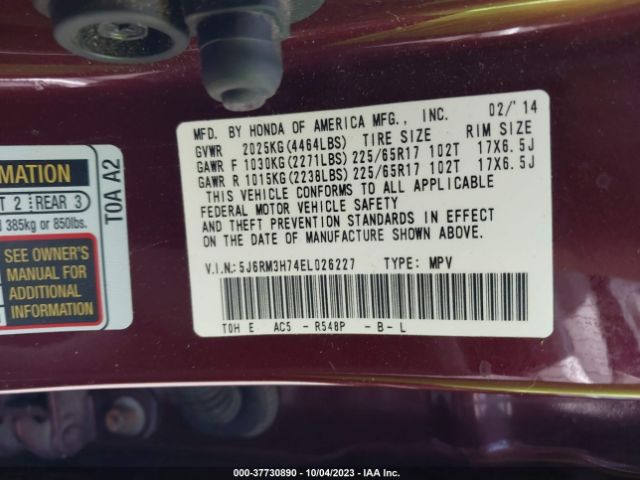 MFD. BY HONDA OF AMERICA MFG., INC. 02/'14
GVWR 2025KG(4464LBS) TIRE SIZE RIM SIZE
GAWR F 1030KG(2271LBS) 225/65R17 102T 17X6.5J
GAWR R 1015KG(2238LBS) 225/65R17 102T 17X6.5J
THIS VEHICLE CONFORMS TO ALL APPLICABLE
FEDERAL MOTOR VEHICLE SAFETY
AND THEFT PREVENTION STANDARDS IN EFFECT
ON THE DATE OF MANUFACTURE SHOWN ABOVE.
V.I.N.:5J6RM3H74EL026227 TYPE: MPV
T0H E AC5 - R548P - B - L
MATION
T 2 REAR 3
385kg or 850lbs.
SEE OWNER'S
MANUAL FOR
ADDITIONAL
INFORMATION
T0A A2
000-37730890 - 10/04/2023 - IAA Inc.